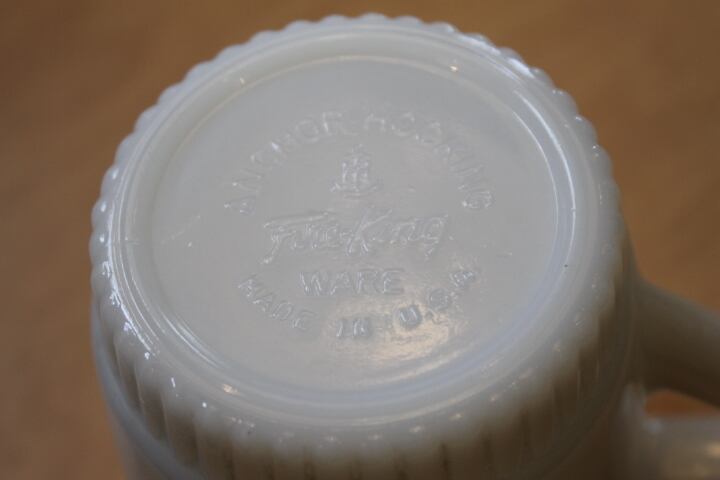 ANCHOR HOCKING
Fire-King
WARE
MADE IN U.S.A.